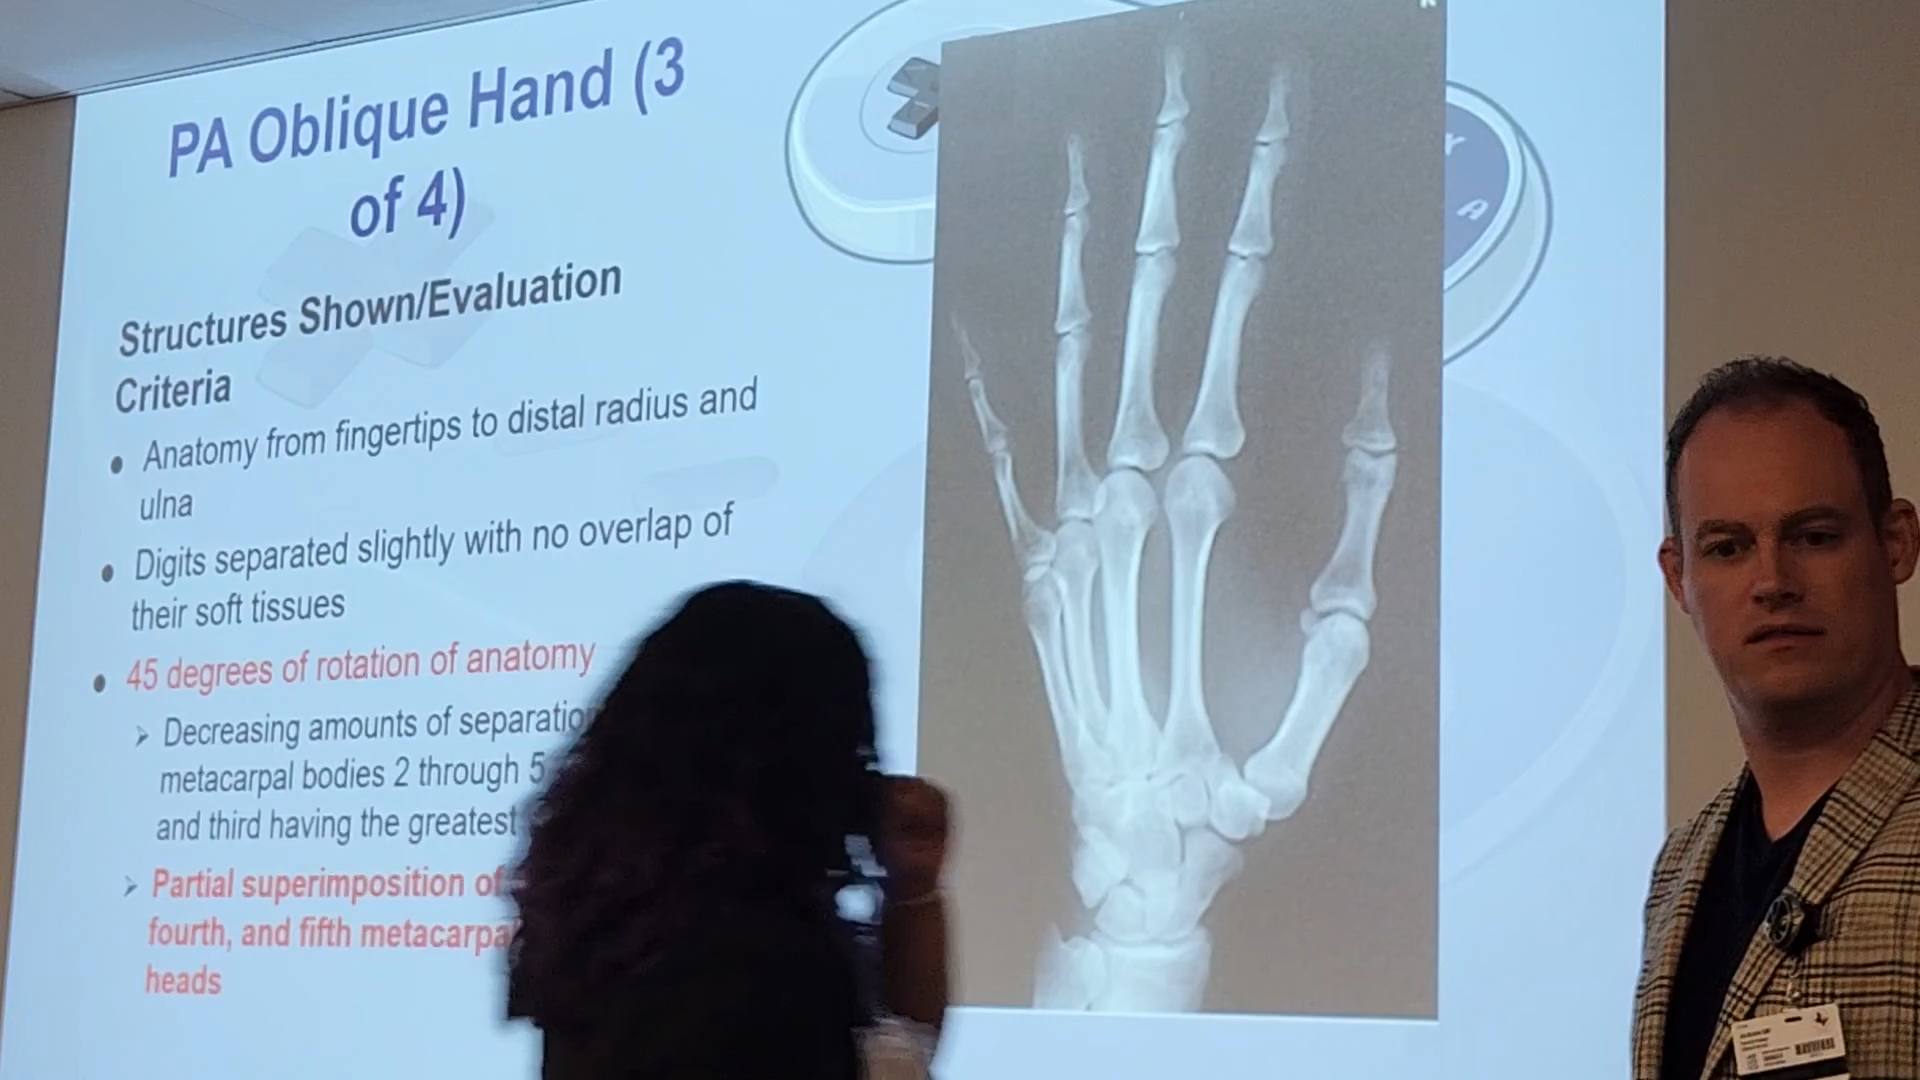 PA Oblique Hand (3
of 4)
Structures Shown/Evaluation
Criteria
Anatomy from fingertips to distal radius and
ulna
Digits separated slightly with no overlap of
their soft tissues
45 degrees of rotation of anatomy
Decreasing amounts of separation
metacarpal bodies 2 through 5
and third having the greatest
Partial superimposition of
fourth, and fifth metacarpal
heads
R
A